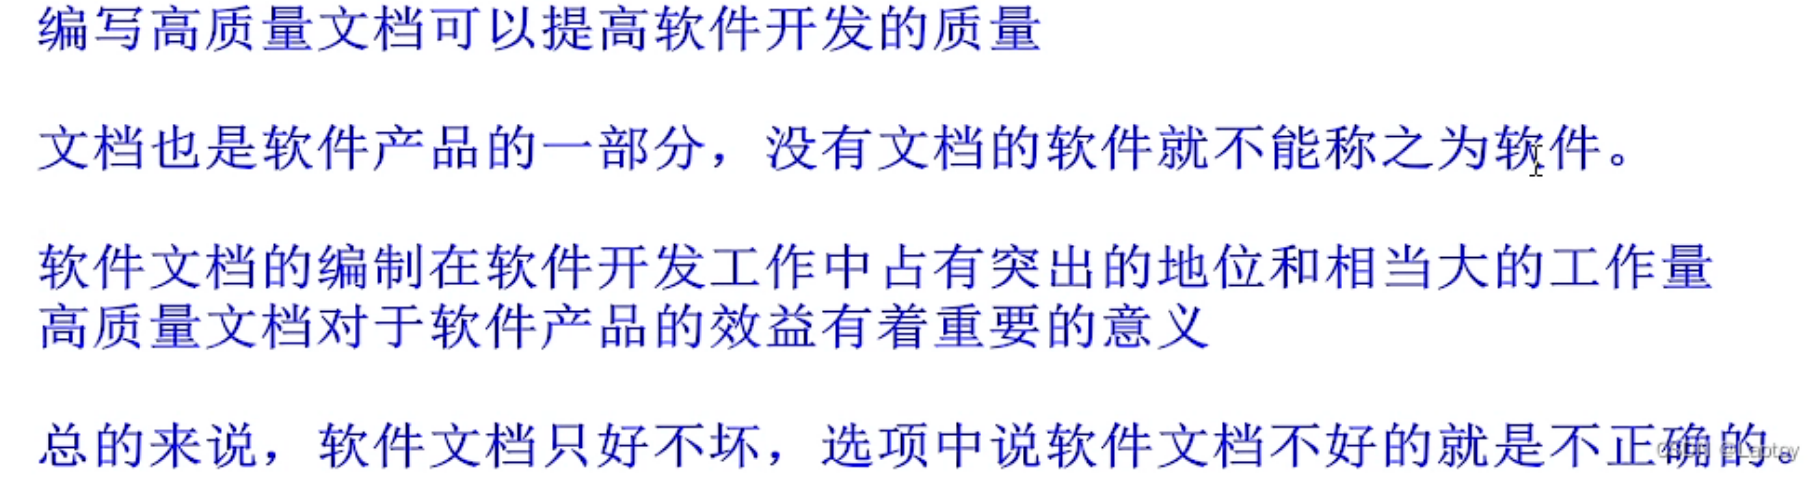 编写高质量文档可以提高软件开发的质量
文档也是软件产品的一部分，没有文档的软件就不能称之为软件。
软件文档的编制在软件开发工作中占有突出的地位和相当大的工作量
高质量文档对于软件产品的效益有着重要的意义
总的来说，软件文档只好不坏，选项中说软件文档不好的就是不正确的。
CSDN